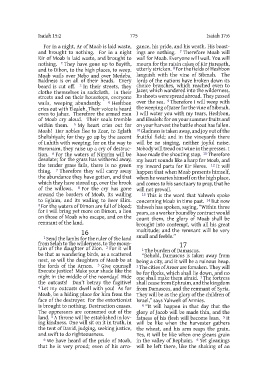 Isaiah 15:2
775
Isaiah 17:6
For in a night, Ar of Moab is laid waste,
and brought to nothing. For in a night
Kir of Moab is laid waste, and brought to
nothing. ² They have gone up to Bayith,
and to Dibon, to the high places, to weep.
Moab wails over Nebo and over Medeba.
Baldness is on all of their heads. Every
beard is cut off. ³ In their streets, they
clothe themselves in sackcloth. In their
streets and on their housetops, everyone
wails, weeping abundantly. ⁴ Heshbon
cries out with Elealeh. Their voice is heard
even to Jahaz. Therefore the armed men
of Moab cry aloud. Their souls tremble
within them. ⁵ My heart cries out for
Moab! Her nobles flee to Zoar, to Eglath
Shelishiyah; for they go up by the ascent
of Luhith with weeping; for on the way to
Horonaim, they raise up a cry of destruc-
tion. ⁶ For the waters of Nimrim will be
desolate; for the grass has withered away,
the tender grass fails, there is no green
thing. ⁷ Therefore they will carry away
the abundance they have gotten, and that
which they have stored up, over the brook
of the willows. ⁸ For the cry has gone
around the borders of Moab, its wailing
to Eglaim, and its wailing to Beer Elim.
⁹ For the waters of Dimon are full of blood;
for I will bring yet more on Dimon, a lion
on those of Moab who escape, and on the
remnant of the land.
16
¹ Send the lambs for the ruler of the land
from Selah to the wilderness, to the moun-
tain of the daughter of Zion. ² For it will
be that as wandering birds, as a scattered
nest, so will the daughters of Moab be at
the fords of the Arnon. ³ Give counsel!
Execute justice! Make your shade like the
night in the middle of the noonday! Hide
the outcasts! Don't betray the fugitive!
⁴ Let my outcasts dwell with you! As for
Moab, be a hiding place for him from the
face of the destroyer. For the extortionist
is brought to nothing. Destruction ceases.
The oppressors are consumed out of the
land. ⁵ A throne will be established in lov-
ing kindness. One will sit on it in truth, in
the tent of David, judging, seeking justice,
and swift to do righteousness.
⁶ We have heard of the pride of Moab,
that he is very proud; even of his arro-
gance, his pride, and his wrath. His boast-
ings are nothing. ⁷ Therefore Moab will
wail for Moab. Everyone will wail. You will
mourn for the raisin cakes of Kir Hareseth,
utterly stricken. ⁸ For the fields of Heshbon
languish with the vine of Sibmah. The
lords of the nations have broken down its
choice branches, which reached even to
Jazer, which wandered into the wilderness.
Its shoots were spread abroad. They passed
over the sea. ⁹ Therefore I will weep with
the weeping of Jazer for the vine of Sibmah.
I will water you with my tears, Heshbon,
and Elealeh: for on your summer fruits and
on your harvest the battle shout has fallen.
¹⁰ Gladness is taken away, and joy out of the
fruitful field; and in the vineyards there
will be no singing, neither joyful noise.
Nobody will tread out wine in the presses. I
have made the shouting stop. ¹¹ Therefore
my heart sounds like a harp for Moab, and
my inward parts for Kir Heres. ¹² It will
happen that when Moab presents himself,
when he wearies himself on the high place,
and comes to his sanctuary to pray, that he
will not prevail.
¹³ This is the word that Yahweh spoke
concerning Moab in time past. ¹⁴ But now
Yahweh has spoken, saying, "Within three
years, as a worker bound by contract would
count them, the glory of Moab shall be
brought into contempt, with all his great
multitude; and the remnant will be very
small and feeble."
17
¹ The burden of Damascus.
"Behold, Damascus is taken away from
being a city, and it will be a ruinous heap.
² The cities of Aroer are forsaken. They will
be for flocks, which shall lie down, and no
one shall make them afraid. ³ The fortress
shall cease from Ephraim, and the kingdom
from Damascus, and the remnant of Syria.
They will be as the glory of the children of
Israel," says Yahweh of Armies.
⁴ "It will happen in that day that the
glory of Jacob will be made thin, and the
fatness of his flesh will become lean. ⁵ It
will be like when the harvester gathers
the wheat, and his arm reaps the grain.
Yes, it will be like when one gleans grain
in the valley of Rephaim. ⁶ Yet gleanings
will be left there, like the shaking of an